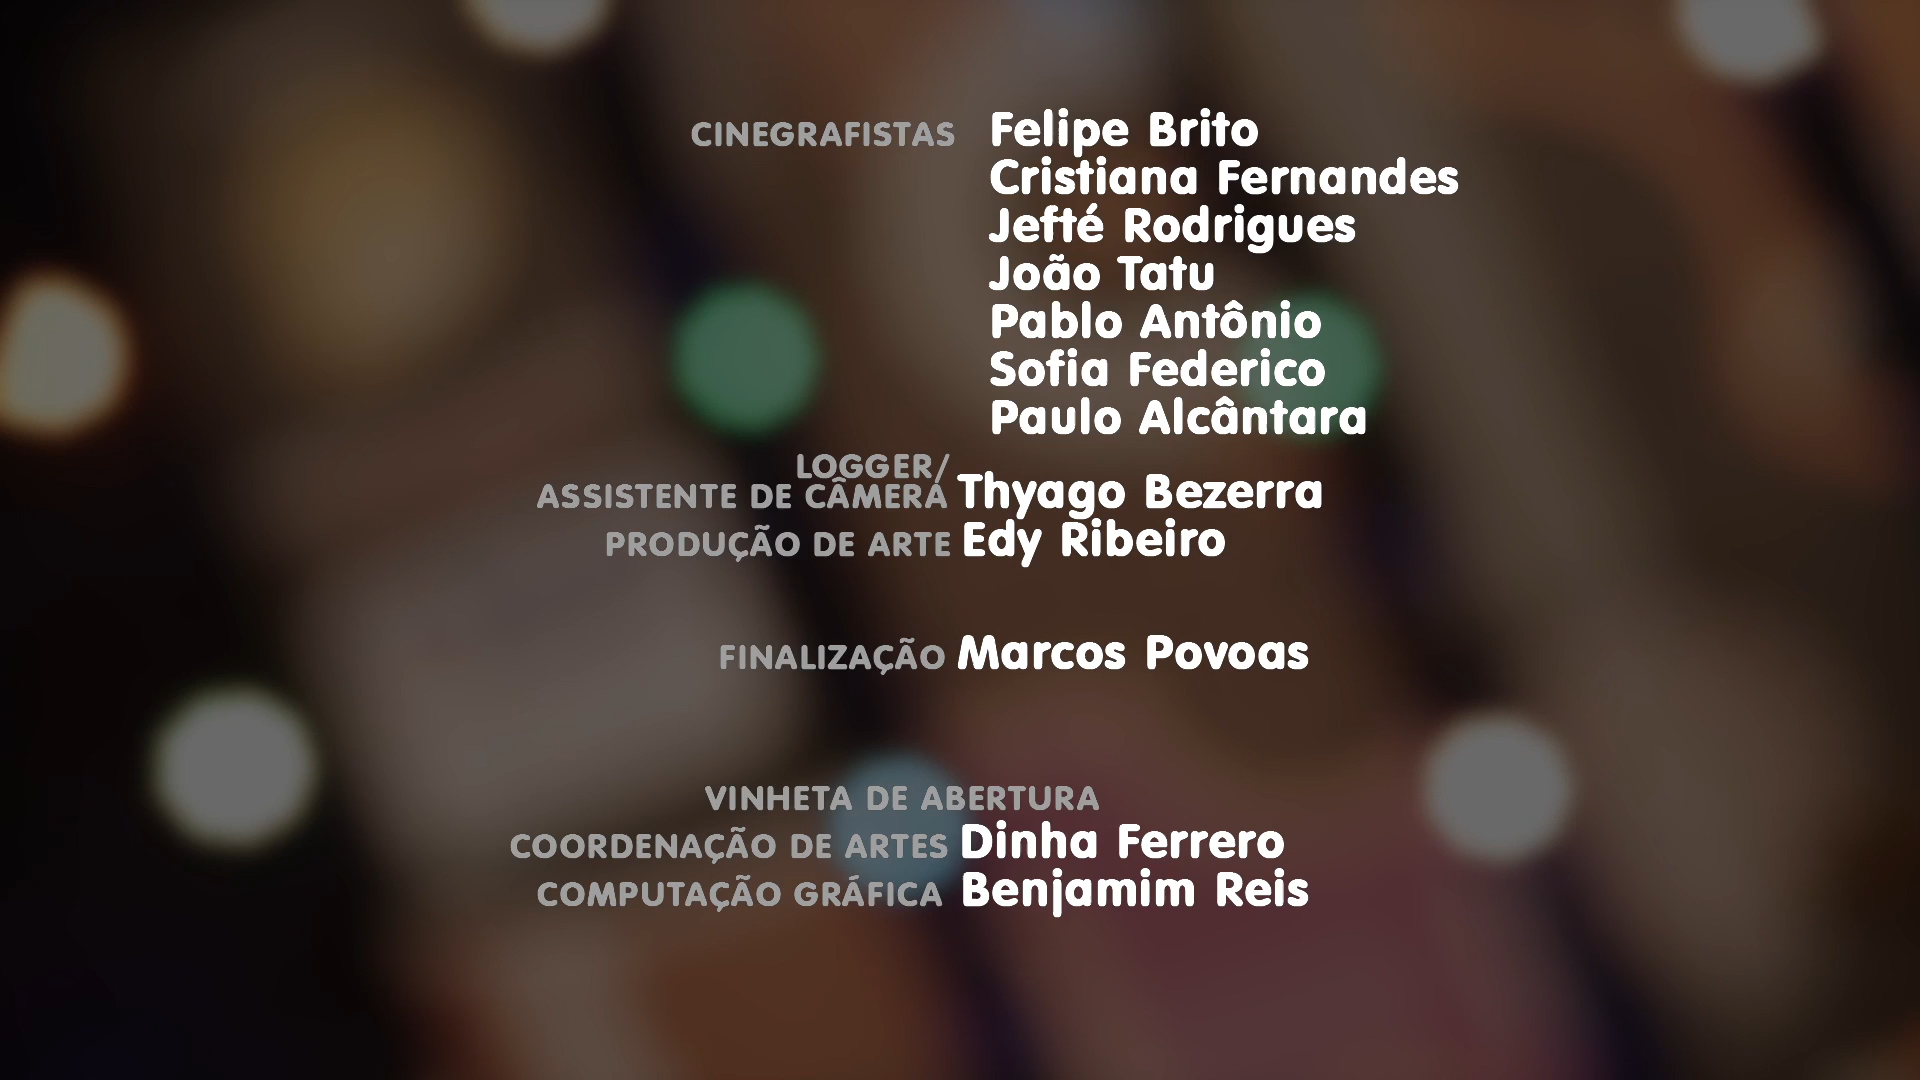 CINEGRAFISTAS Felipe Brito
Cristiana Fernandes
Jefté Rodrigues
João Tatu
Pablo Antônio
Sofia Federico
Paulo Alcântara
LOGGER/
ASSISTENTE DE CÂMERA Thyago Bezerra
PRODUÇÃO DE ARTE Edy Ribeiro
FINALIZAÇÃO Marcos Povoas
VINHETA DE ABERTURA
COORDENAÇÃO DE ARTES Dinha Ferrero
COMPUTAÇÃO GRÁFICA Benjamim Reis